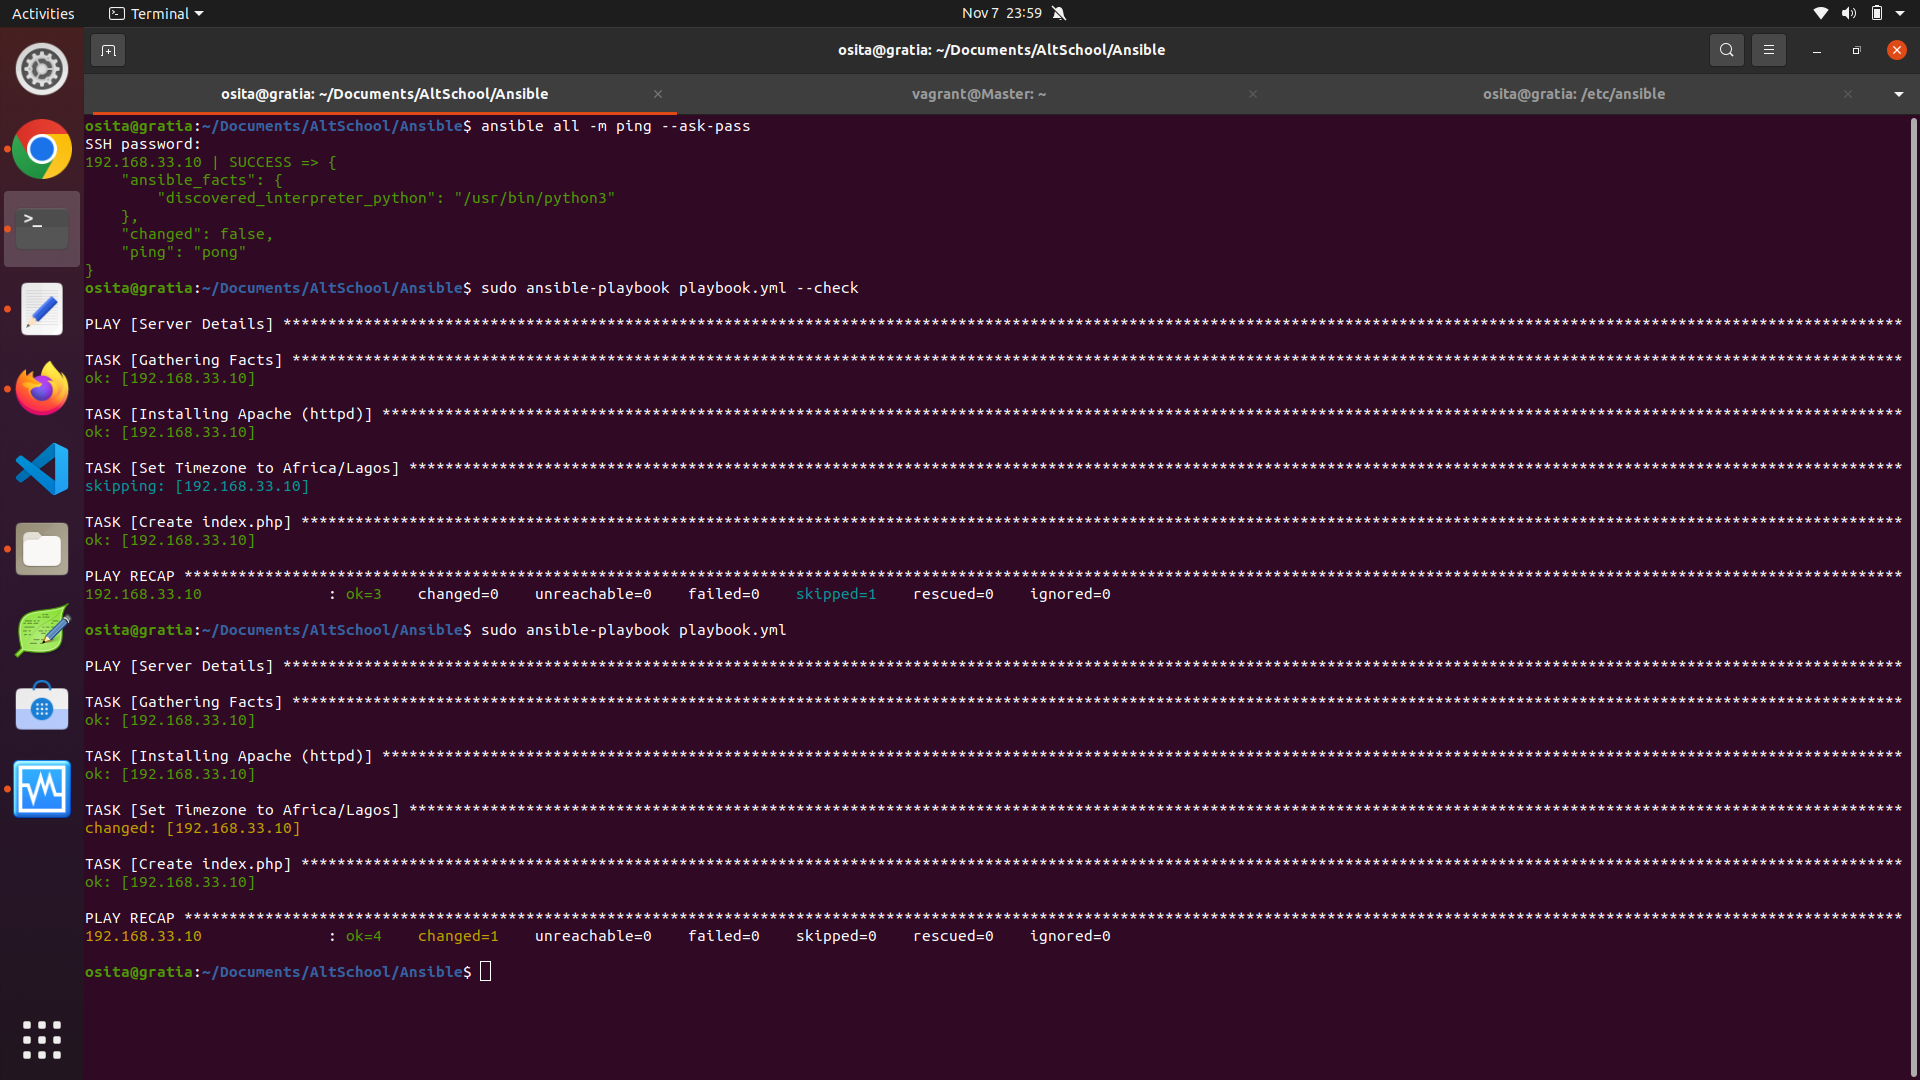 Activities
Terminal
Nov 7 23:59
osita@gratia: ~/Documents/AltSchool/Ansible
osita@gratia: ~/Documents/AltSchool/Ansible
vagrant@Master: ~
osita@gratia: /etc/ansible
osita@gratia:~/Documents/AltSchool/Ansible$ ansible all -m ping --ask-pass
SSH password:
192.168.33.10 | SUCCESS => {
    "ansible_facts": {
        "discovered_interpreter_python": "/usr/bin/python3"
    },
    "changed": false,
    "ping": "pong"
}
osita@gratia:~/Documents/AltSchool/Ansible$ sudo ansible-playbook playbook.yml --check
PLAY [Server Details] ************************************************************************************************************************************************************************************
TASK [Gathering Facts] ***********************************************************************************************************************************************************************************
ok: [192.168.33.10]
TASK [Installing Apache (httpd)] *************************************************************************************************************************************************************************
ok: [192.168.33.10]
TASK [Set Timezone to Africa/Lagos] **********************************************************************************************************************************************************************
skipping: [192.168.33.10]
TASK [Create index.php] **********************************************************************************************************************************************************************************
ok: [192.168.33.10]
PLAY RECAP ***********************************************************************************************************************************************************************************************
192.168.33.10              : ok=3    changed=0    unreachable=0    failed=0    skipped=1    rescued=0    ignored=0
osita@gratia:~/Documents/AltSchool/Ansible$ sudo ansible-playbook playbook.yml
PLAY [Server Details] ************************************************************************************************************************************************************************************
TASK [Gathering Facts] ***********************************************************************************************************************************************************************************
ok: [192.168.33.10]
TASK [Installing Apache (httpd)] *************************************************************************************************************************************************************************
ok: [192.168.33.10]
TASK [Set Timezone to Africa/Lagos] **********************************************************************************************************************************************************************
changed: [192.168.33.10]
TASK [Create index.php] **********************************************************************************************************************************************************************************
ok: [192.168.33.10]
PLAY RECAP ***********************************************************************************************************************************************************************************************
192.168.33.10              : ok=4    changed=1    unreachable=0    failed=0    skipped=0    rescued=0    ignored=0
osita@gratia:~/Documents/AltSchool/Ansible$